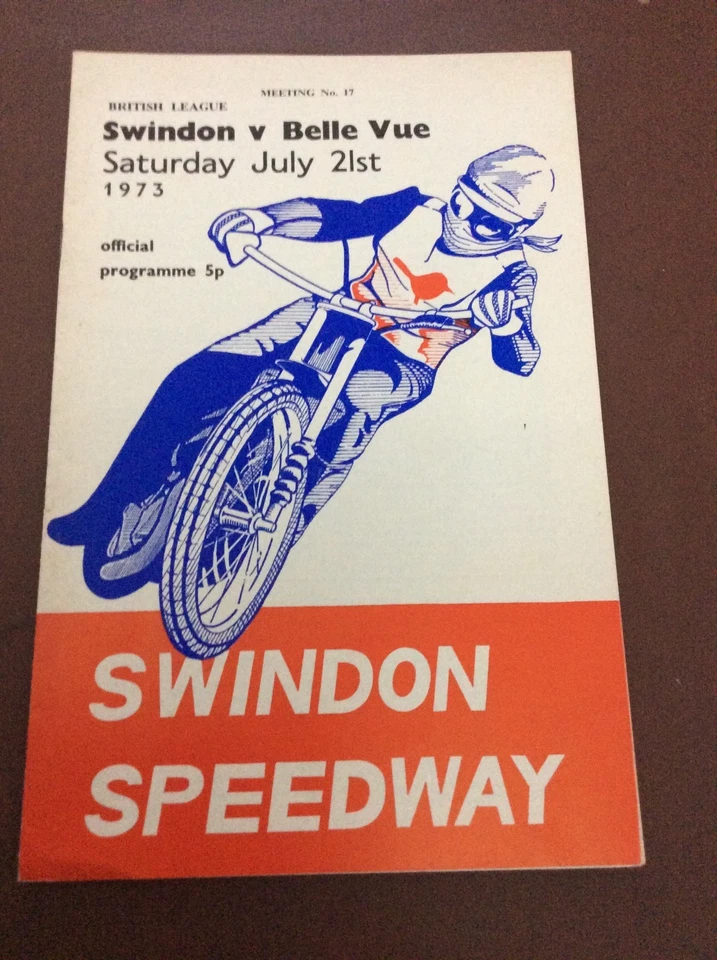 MEETING No. 17
BRITISH LEAGUE
Swindon v Belle Vue
Saturday July 21st
1973
official
programme 5p
SWINDON
SPEEDWAY